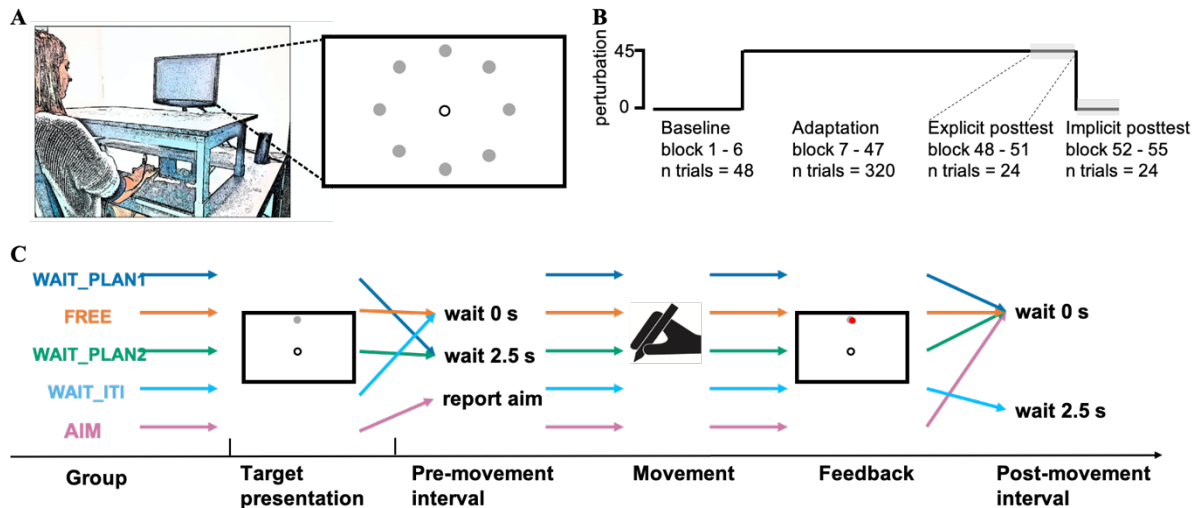 A
B
perturbation
45
0
Baseline
block 1 - 6
n trials = 48
Adaptation
block 7 - 47
n trials = 320
Explicit posttest
block 48 - 51
n trials = 24
Implicit posttest
block 52 - 55
n trials = 24
C
WAIT_PLAN1
FREE
WAIT_PLAN2
WAIT_ITI
AIM
wait 0 s
wait 2.5 s
report aim
wait 0 s
wait 2.5 s
Group
Target
presentation
Pre-movement
interval
Movement
Feedback
Post-movement
interval